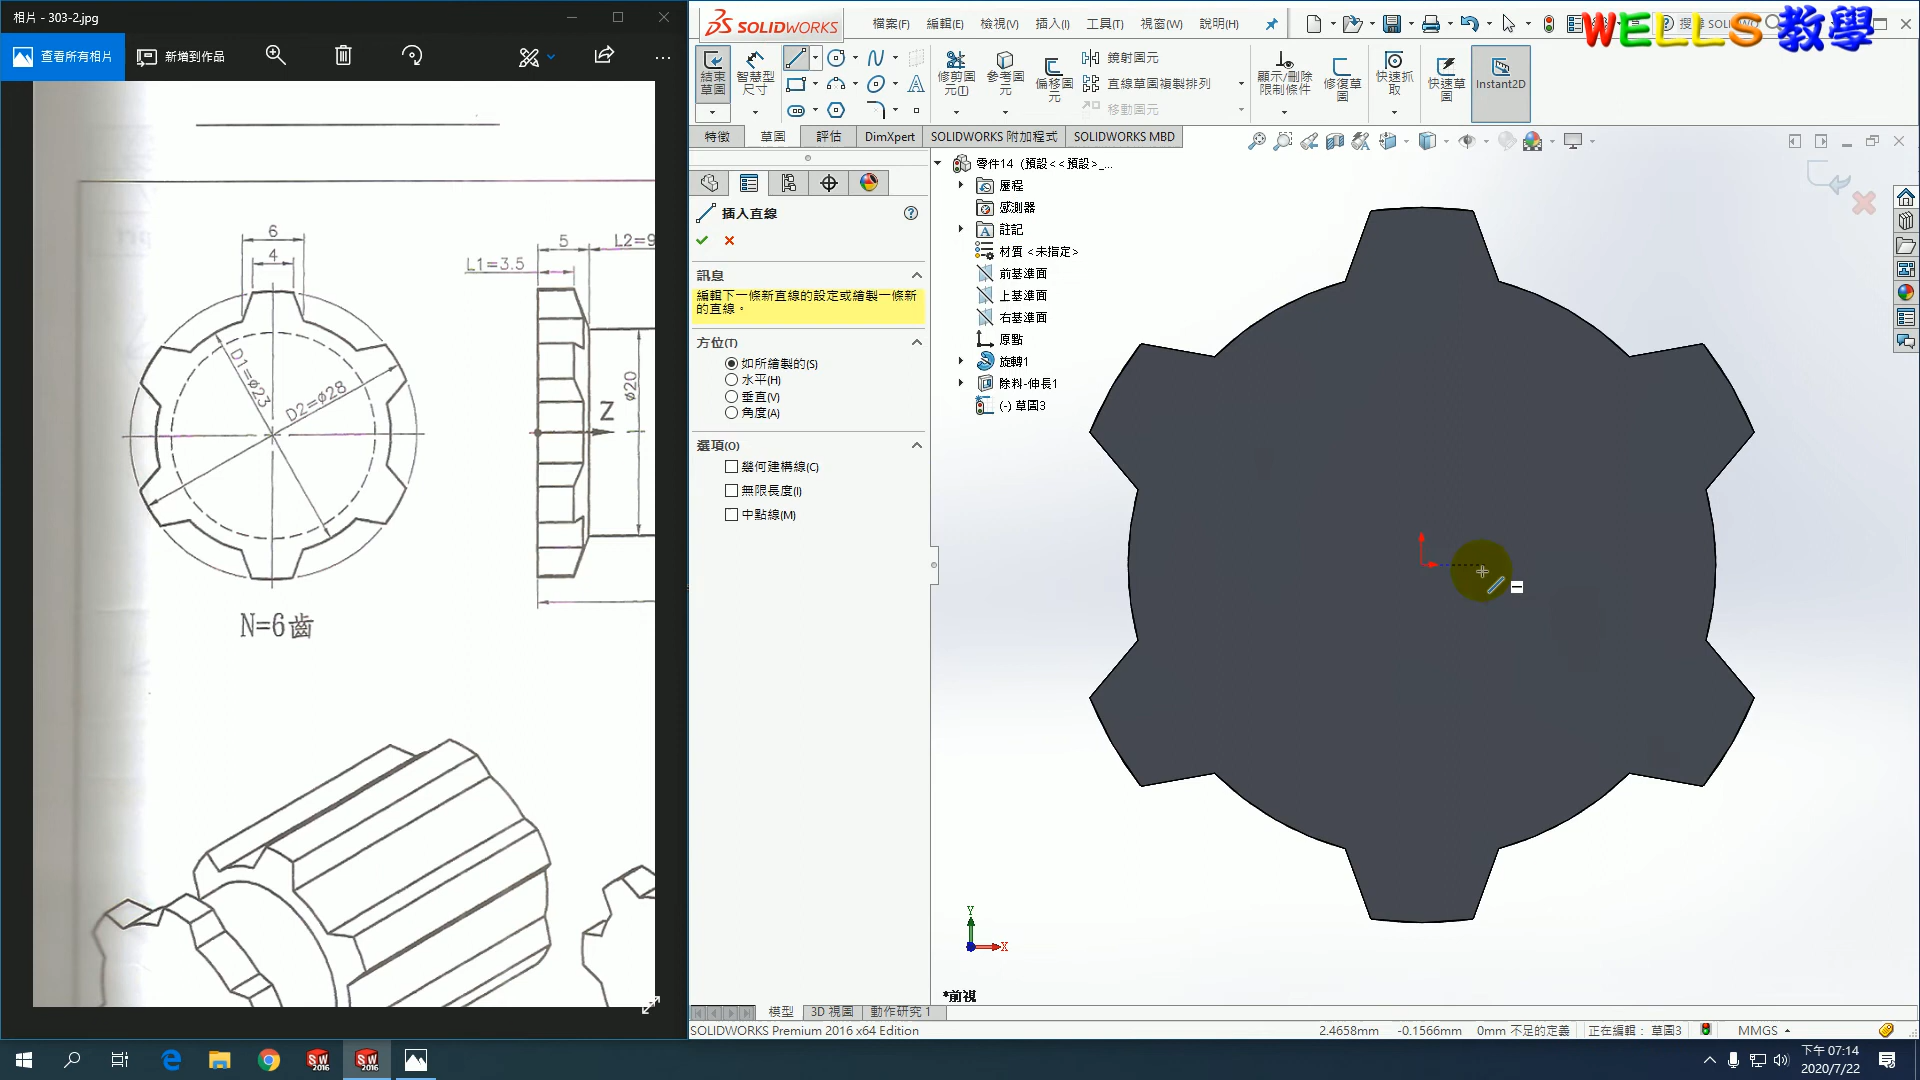 相片 - 303-2.jpg
查看所有相片
新增到作品
6
4
D1=ø23
D2=ø28
N=6齒
L1=3.5
5
L2=9
ø20
Z
SOLIDWORKS
檔案(F)
編輯(E)
檢視(V)
插入(I)
工具(T)
視窗(W)
說明(H)
WELLS教學
結束草圖
智慧型尺寸
修剪圖元(T)
參考圖元
偏移圖元
鏡射圖元
直線草圖複製排列
移動圖元
顯示/刪除限制條件
修復草圖
快速抓取
快速草圖
Instant2D
特徵
草圖
評估
DimXpert
SOLIDWORKS 附加程式
SOLIDWORKS MBD
插入直線
訊息
編輯下一條新直線的設定或繪製一條新
的直線。
方位(T)
如所繪製的(S)
水平(H)
垂直(V)
角度(A)
選項(O)
幾何建構線(C)
無限長度(I)
中點線(M)
零件14 (預設<<預設>_...
歷程
感測器
註記
材質 <未指定>
前基準面
上基準面
右基準面
原點
旋轉1
除料-伸長1
(-) 草圖3
Y
X
*前視
模型
3D 視圖
動作研究 1
SOLIDWORKS Premium 2016 x64 Edition
2.4658mm
-0.1566mm
0mm 不足的定義
正在編輯： 草圖3
MMGS
下午 07:14
2020/7/22